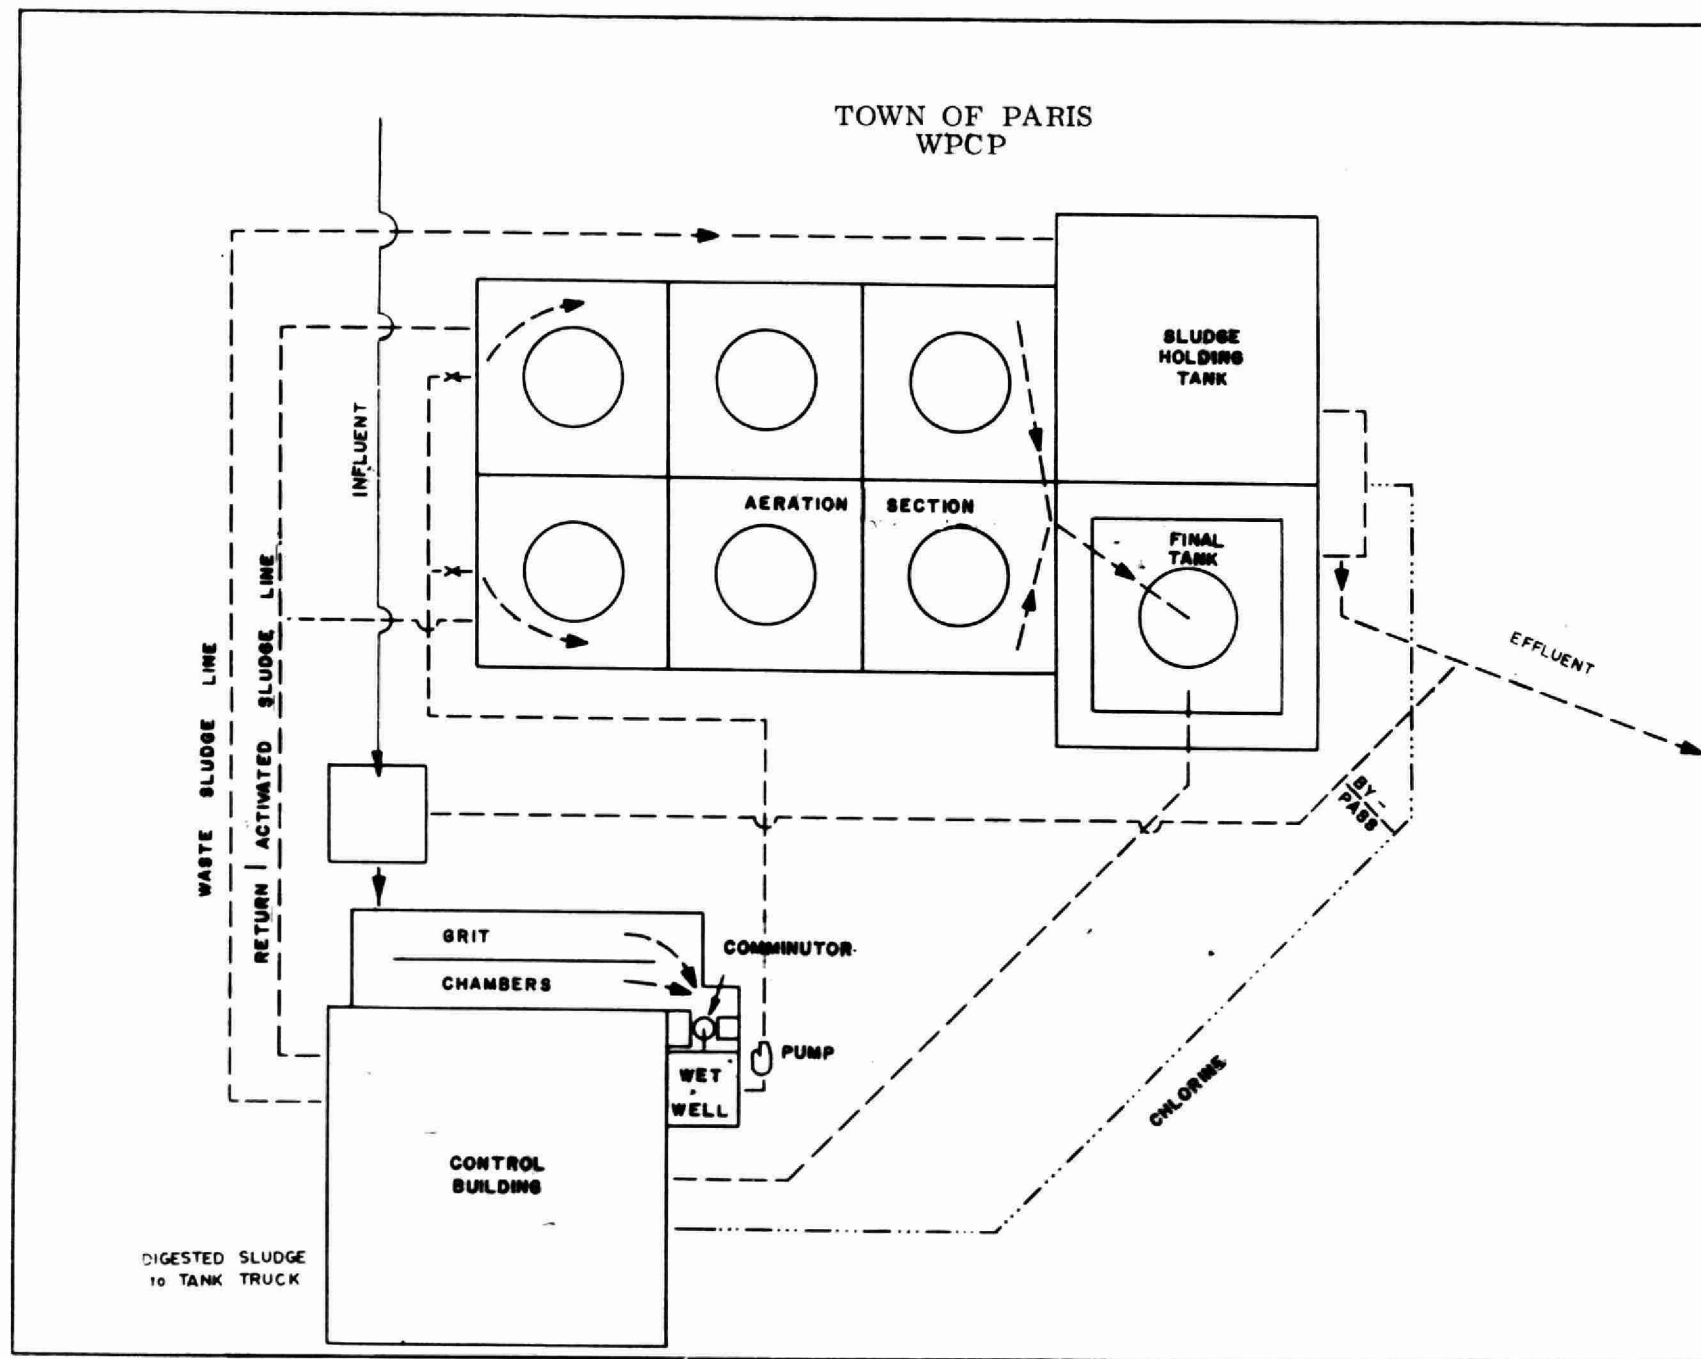 TOWN OF PARIS
WPCP
SLUDGE
HOLDING
TANK
INFLUENT
AERATION SECTION
FINAL
TANK
EFFLUENT
WASTE SLUDGE LINE
RETURN ACTIVATED SLUDGE LINE
BY-
PASS
GRIT
CHAMBERS
COMMINUTOR
PUMP
WET
WELL
CHLORINE
CONTROL
BUILDING
DIGESTED SLUDGE
TO TANK TRUCK